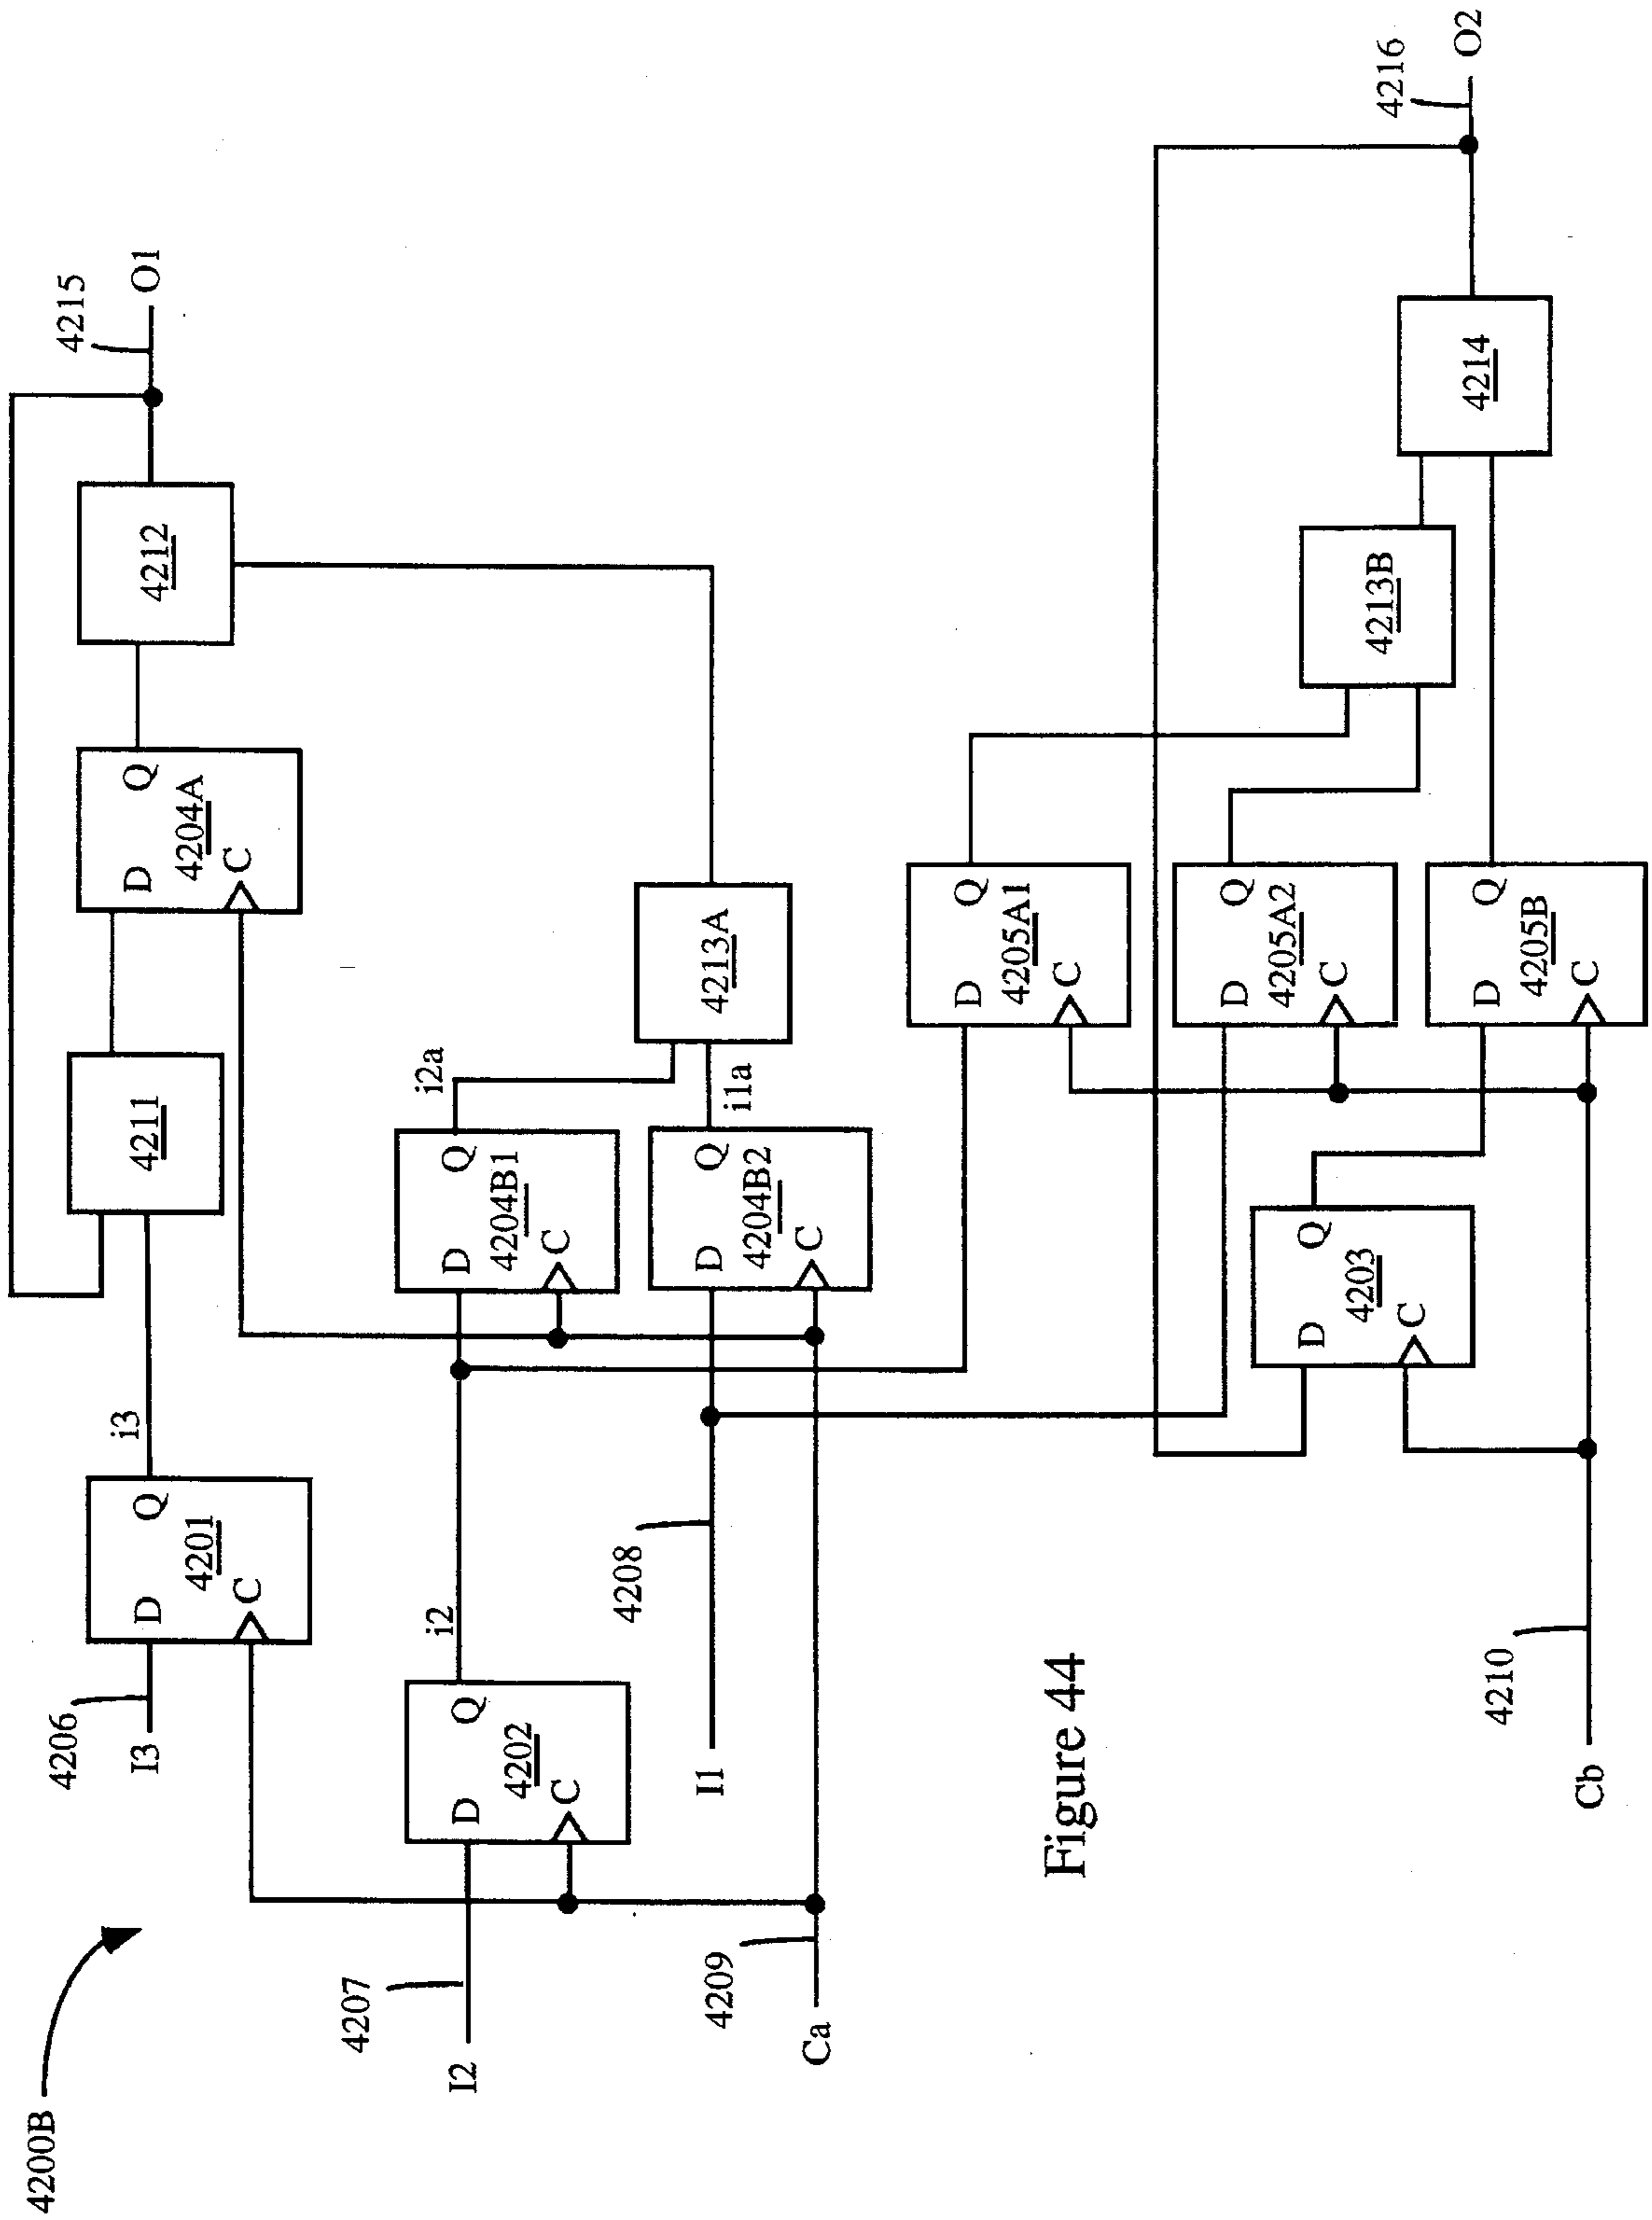 4200B
4206
I3
D
Q
4201
C
i3
4211
D
Q
4204A
C
4212
4215
O1
4207
I2
D
Q
4202
C
i2
D
Q
4204B1
C
i2a
4208
I1
D
Q
4204B2
C
i1a
4213A
4209
Ca
D
Q
4205A1
C
D
Q
4205A2
C
D
Q
4203
C
D
Q
4205B
C
4213B
4214
4216
O2
4210
Cb
Figure 44